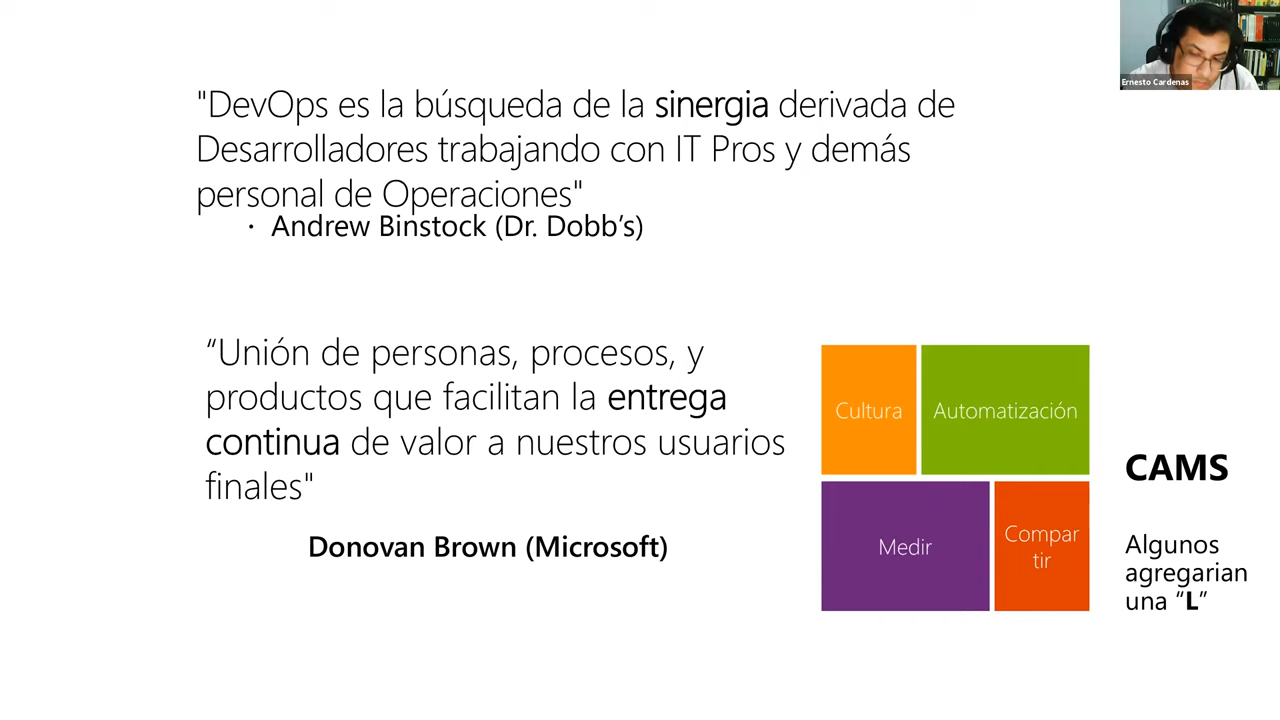 Ernesto Cardenas
"DevOps es la búsqueda de la sinergia derivada de
Desarrolladores trabajando con IT Pros y demás
personal de Operaciones"
· Andrew Binstock (Dr. Dobb’s)
“Unión de personas, procesos, y
productos que facilitan la entrega
continua de valor a nuestros usuarios
finales"
Donovan Brown (Microsoft)
Cultura
Automatización
Medir
Compar
tir
CAMS
Algunos
agregarian
una “L”